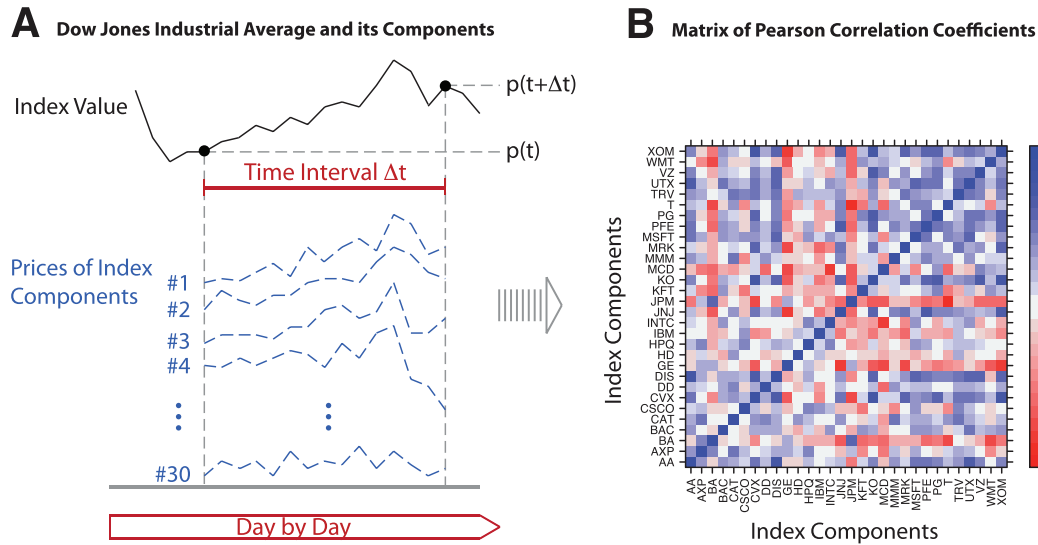 A Dow Jones Industrial Average and its Components
Index Value
p(t+Δt)
p(t)
Time Interval Δt
Prices of Index
Components
#1
#2
#3
#4
#30
Day by Day
B Matrix of Pearson Correlation Coefficients
Index Components
XOM
WMT
VZ
UTX
TRV
T
PG
PFE
MSFT
MRK
MMM
MCD
KO
KFT
JPM
JNJ
INTC
IBM
HPQ
HD
GE
DIS
DD
CVX
CSCO
CAT
BAC
BA
AXP
AA
AA
AXP
BA
BAC
CAT
CSCO
CVX
DD
DIS
GE
HD
HPQ
IBM
INTC
JNJ
JPM
KFT
KO
MCD
MMM
MRK
MSFT
PFE
PG
T
TRV
UTX
VZ
WMT
XOM
Index Components